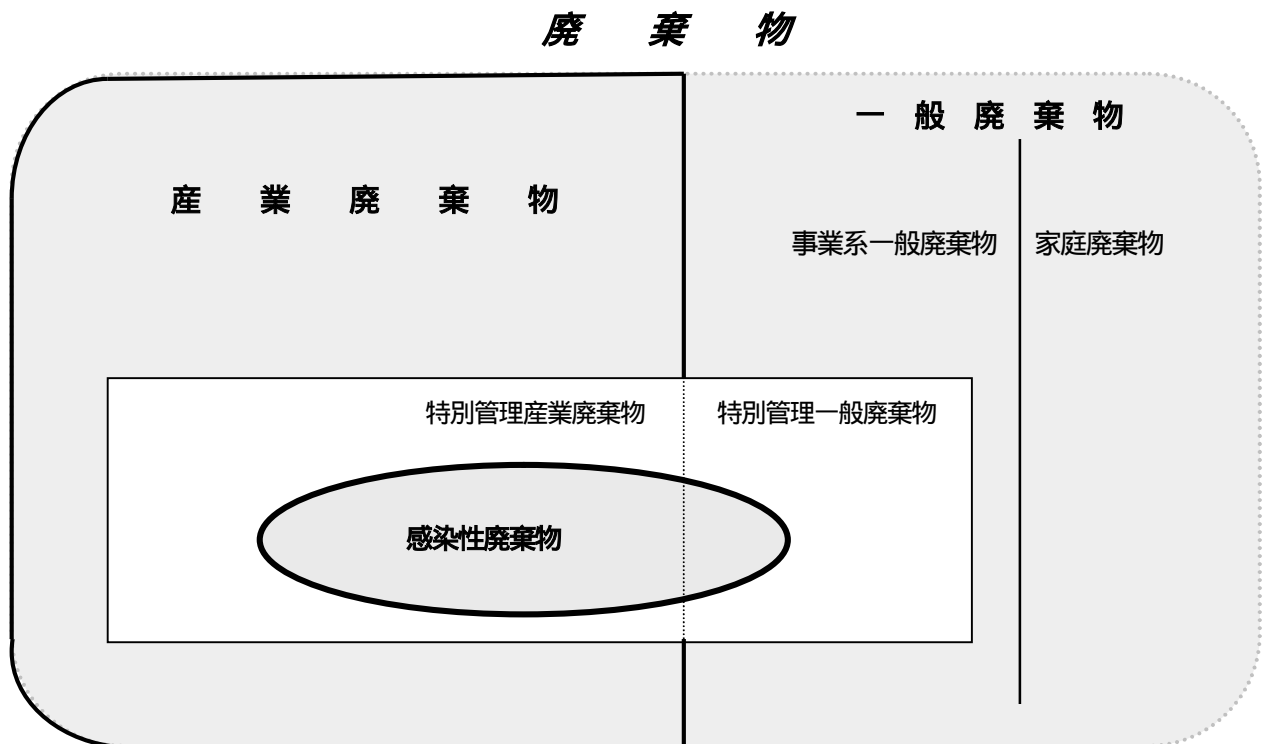 廃棄物
一般廃棄物
産業廃棄物
事業系一般廃棄物
家庭廃棄物
特別管理産業廃棄物
特別管理一般廃棄物
感染性廃棄物